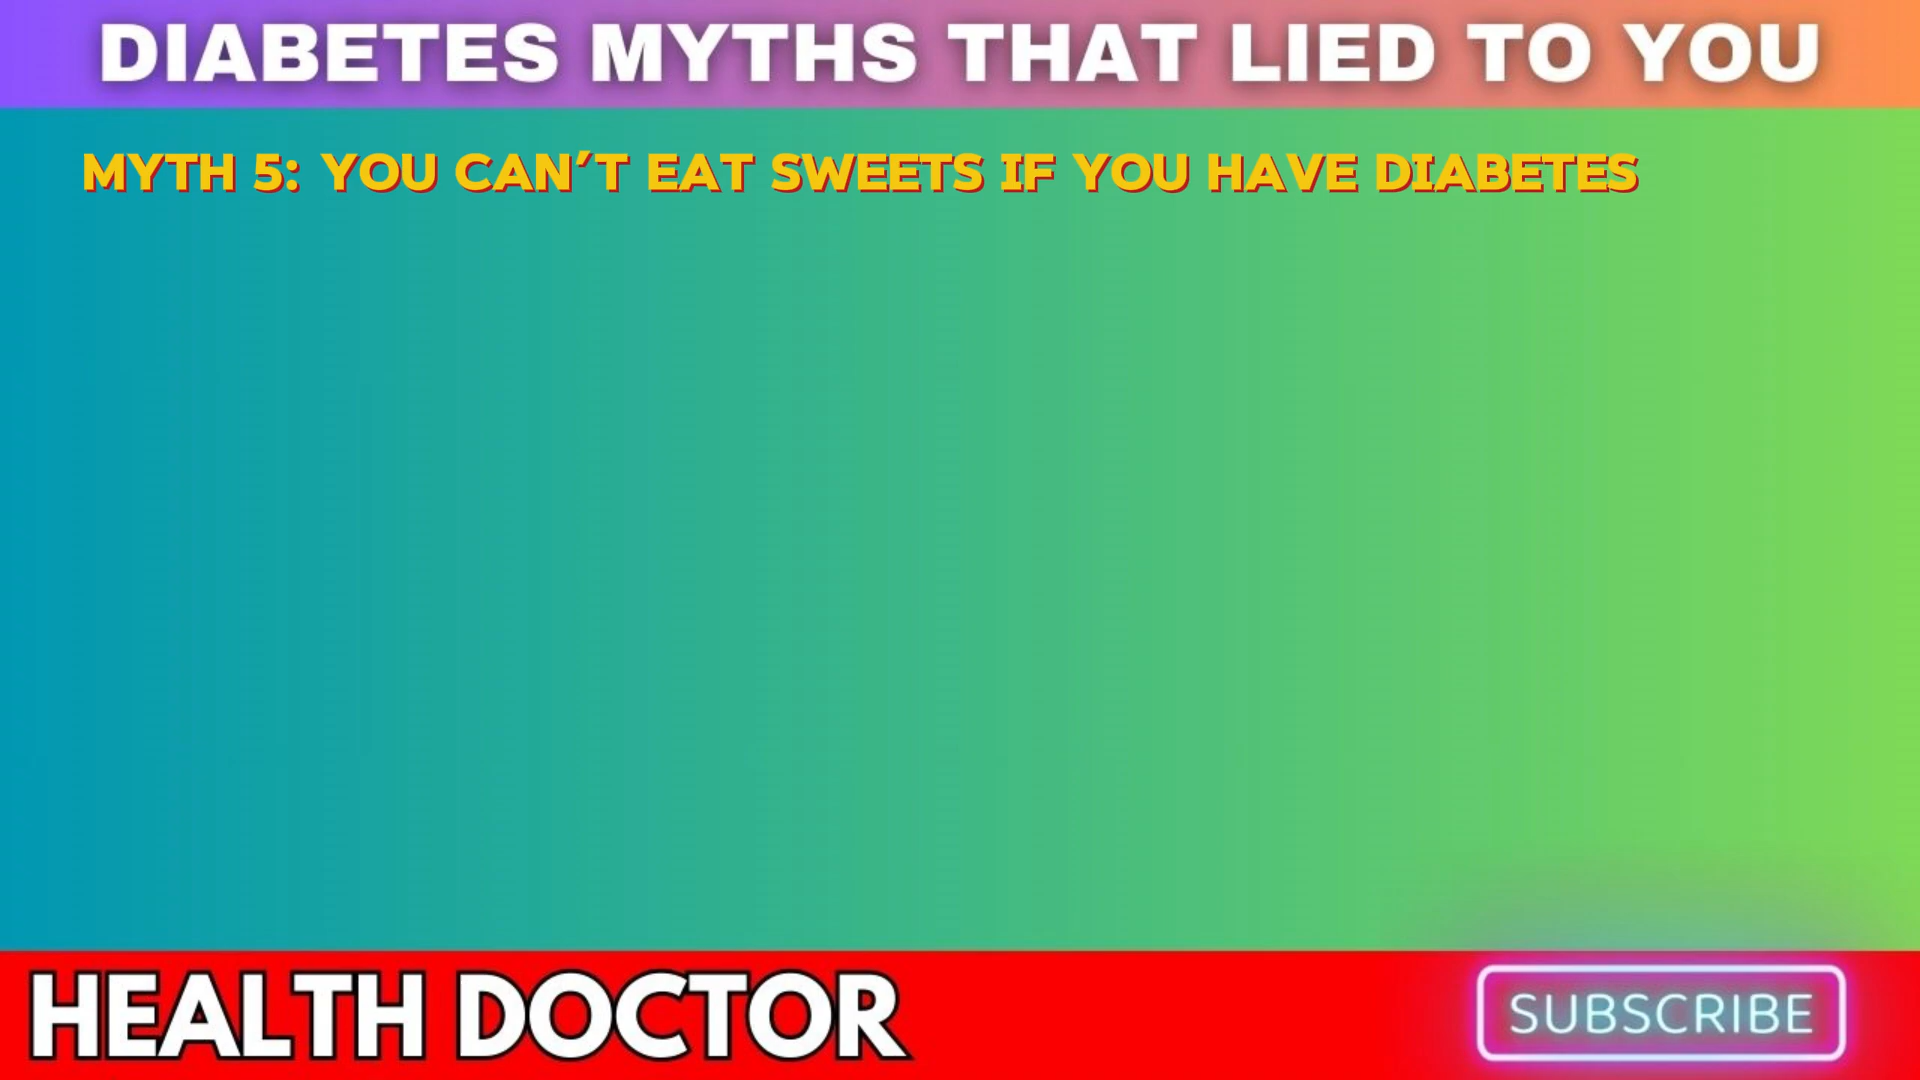 DIABETES MYTHS THAT LIED TO YOU
MYTH 5: YOU CAN'T EAT SWEETS IF YOU HAVE DIABETES
HEALTH DOCTOR
SUBSCRIBE